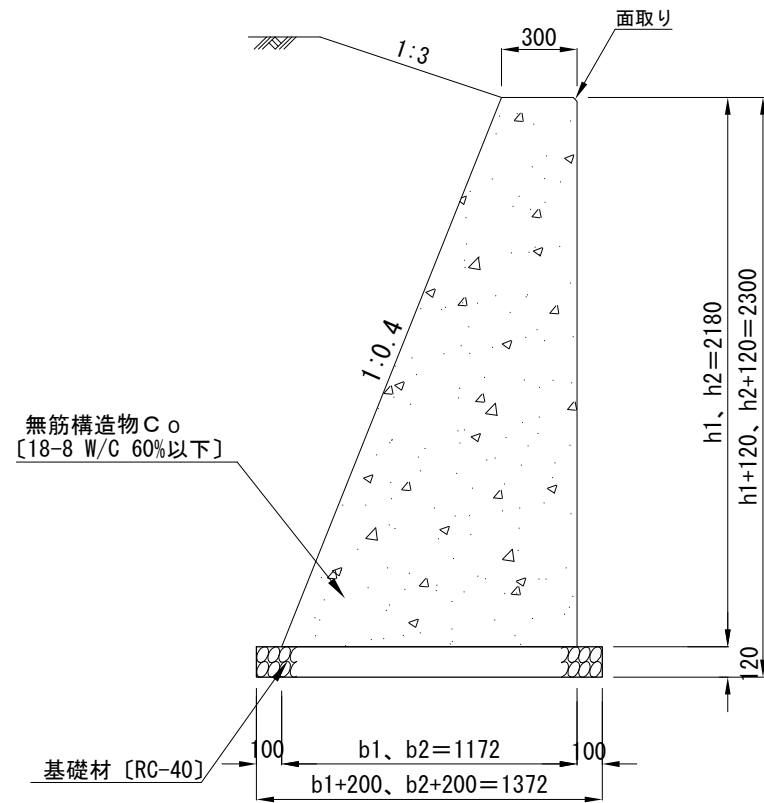 面取り
300
1:3
1:0.4
h1、h2=2180
h1+120、h2+120=2300
無筋構造物Ｃｏ
〔18-8 W/C 60%以下〕
120
100
b1、b2=1172
100
基礎材〔RC-40〕
b1+200、b2+200=1372